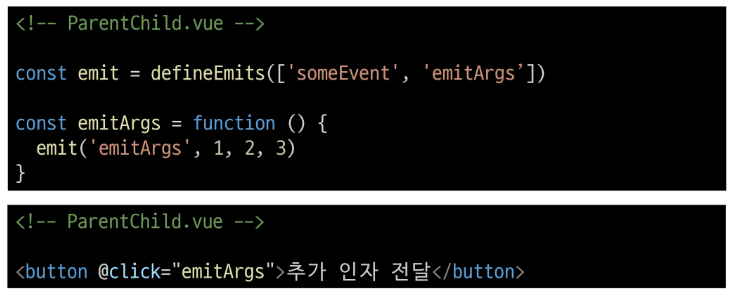 <!-- ParentChild.vue -->
const emit = defineEmits(['someEvent', 'emitArgs’])
const emitArgs = function () {
  emit('emitArgs', 1, 2, 3)
}
<!-- ParentChild.vue -->
<button @click="emitArgs">추가 인자 전달</button>